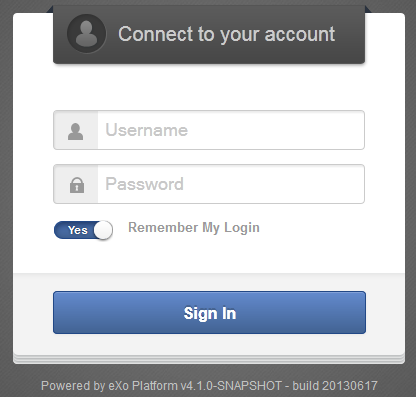 Connect to your account
Username
Password
Yes Remember My Login
Sign In
Powered by eXo Platform v4.1.0-SNAPSHOT - build 20130617